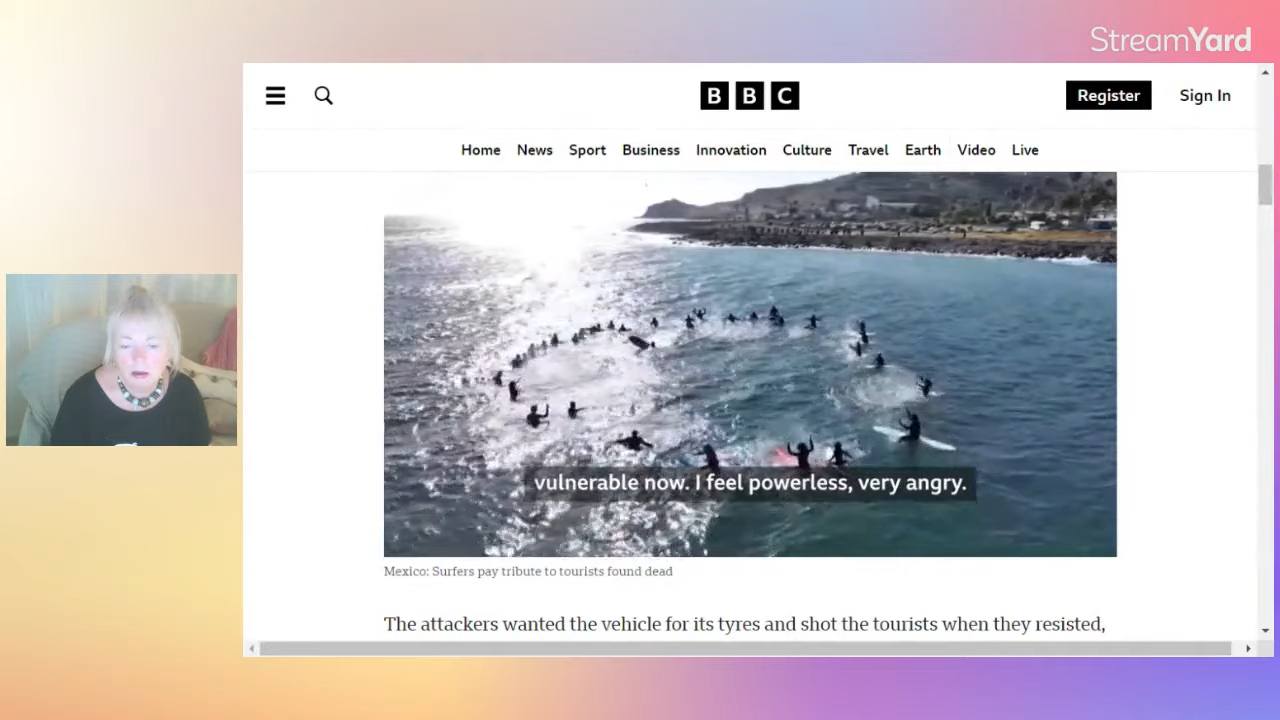 StreamYard
BBC
Register
Sign In
Home News Sport Business Innovation Culture Travel Earth Video Live
vulnerable now. I feel powerless, very angry.
Mexico: Surfers pay tribute to tourists found dead
The attackers wanted the vehicle for its tyres and shot the tourists when they resisted,